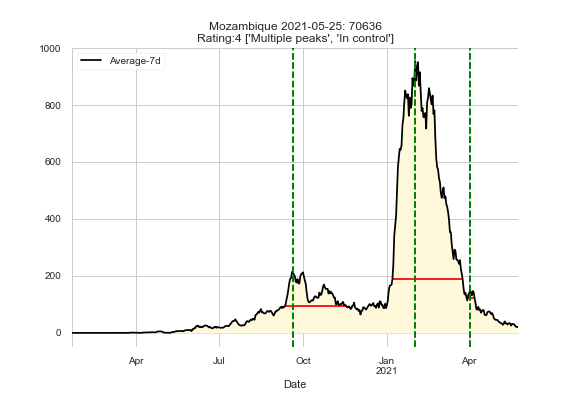 Mozambique 2021-05-25: 70636
Rating:4 ['Multiple peaks', 'In control']
1000
Average-7d
800
600
400
200
0
Apr
Jul
Oct
Jan
2021
Apr
Date